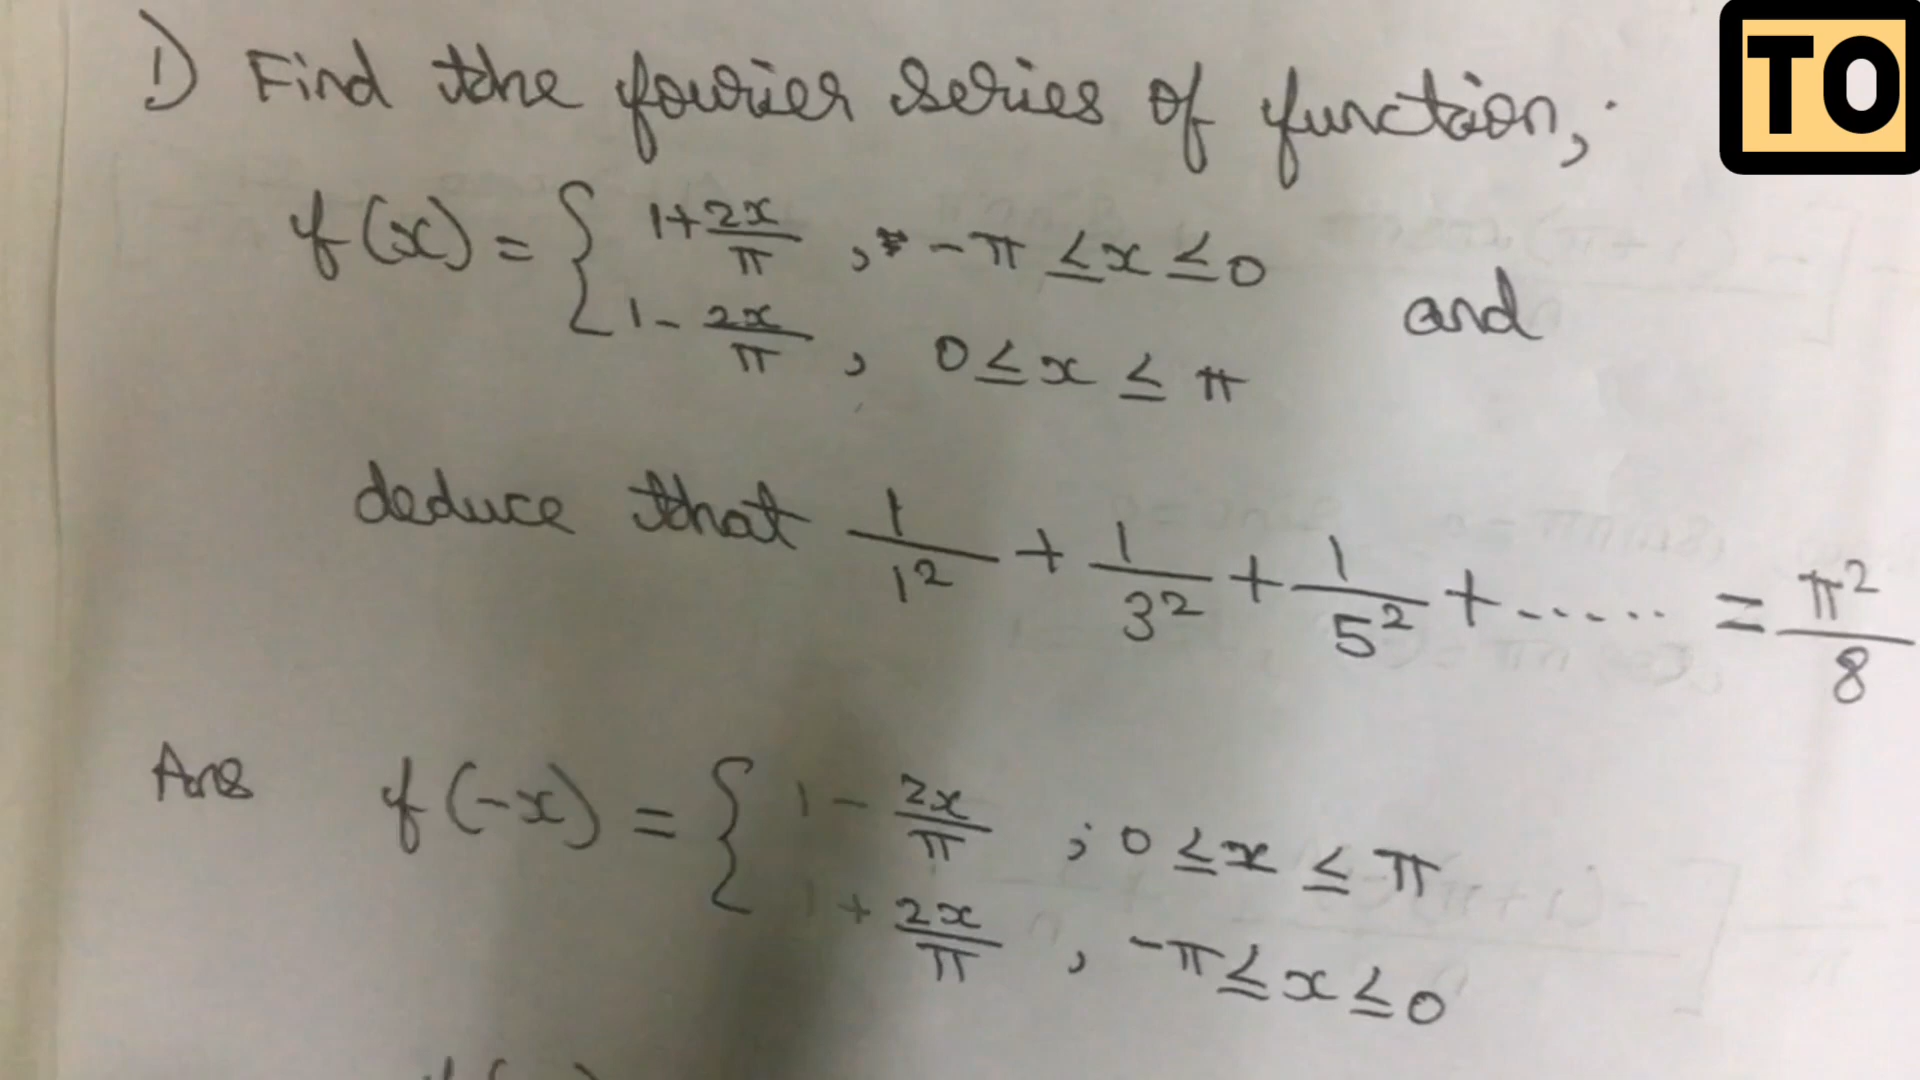 TO
1) Find the fourier series of function,
f(x) = { 1+2x/π , -π ≤ x ≤ 0
1-2x/π , 0 ≤ x ≤ π and
deduce that 1/1² + 1/3² + 1/5² + ...... = π²/8
Ans f(-x) = { 1-2x/π ; 0 ≤ x ≤ π
1+2x/π , -π ≤ x ≤ 0